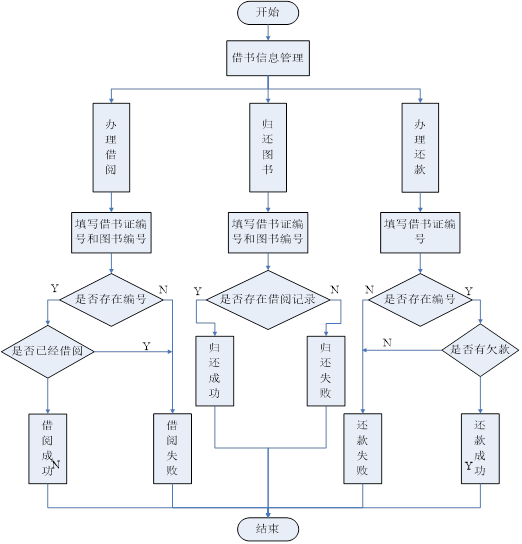 开始
借书信息管理
办
理
借
阅
归
还
图
书
办
理
还
款
填写借书证编
号和图书编号
填写借书证编
号和图书编号
填写借书证编
号
Y
是否存在编号
N
Y
是否存在借阅记录
N
N
是否存在编号
Y
是否已经借阅
Y
归
还
成
功
归
还
失
败
N
是否有欠款
借
阅
成
功
N
借
阅
失
败
还
款
失
败
还
款
成
功
Y
结束